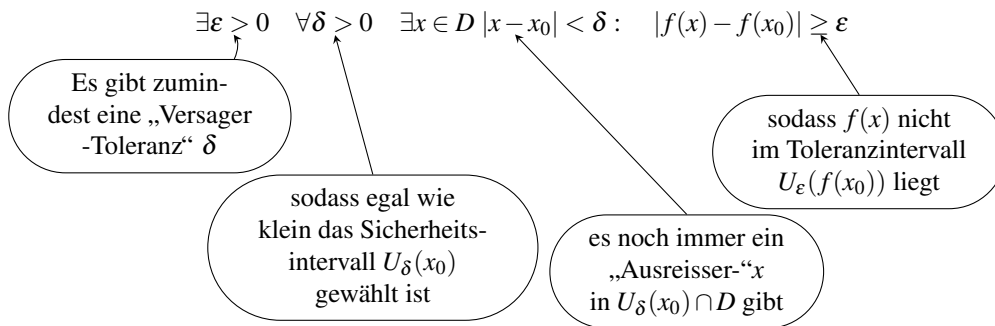 ∃ε > 0 ∀δ > 0 ∃x ∈ D |x − x₀| < δ : |f(x) − f(x₀)| ≥ ε
Es gibt zumin-
dest eine „Versager
-Toleranz“ δ
sodass egal wie
klein das Sicherheits-
intervall U_δ(x₀)
gewählt ist
es noch immer ein
„Ausreisser-“x
in U_δ(x₀) ∩ D gibt
sodass f(x) nicht
im Toleranzintervall
U_ε(f(x₀)) liegt